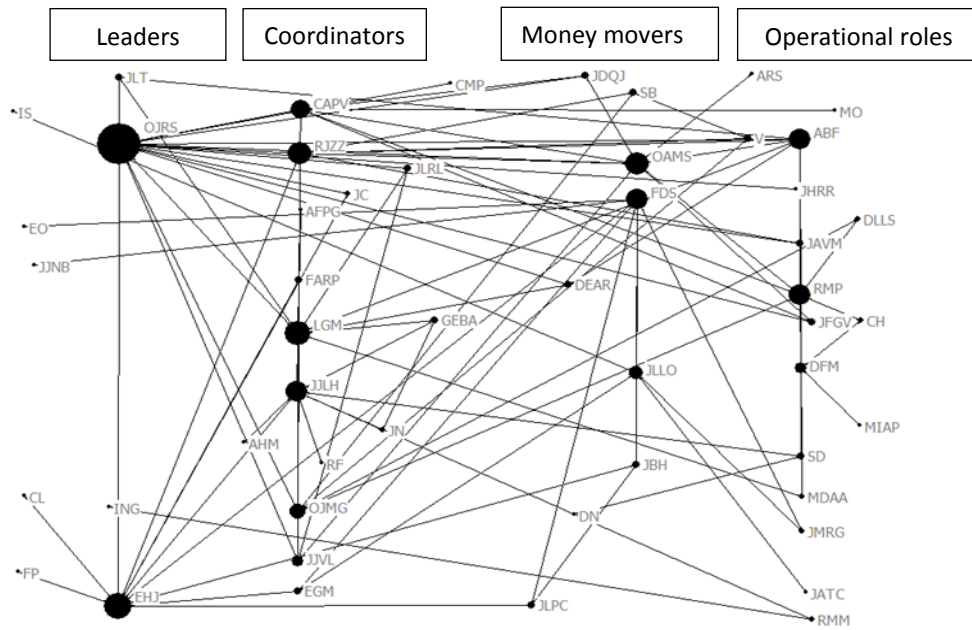 Leaders
Coordinators
Money movers
Operational roles
JLT
CMP
JDQJ
ARS
SB
IS
CAPV
MO
OJRS
V
ABF
RJZZ
OAMS
JLRL
JC
FDS
JHRR
AFPG
EO
DLLS
JAVM
JJNB
FARP
DEAR
RMP
LGM
GEBA
JFGV
CH
DFM
JLLO
JJLH
JN
MIAP
AHM
RF
JBH
SD
CL
ING
OJMG
DN
MDAA
JMRG
JJVL
FP
EHJ
EGM
JLPC
JATC
RMM